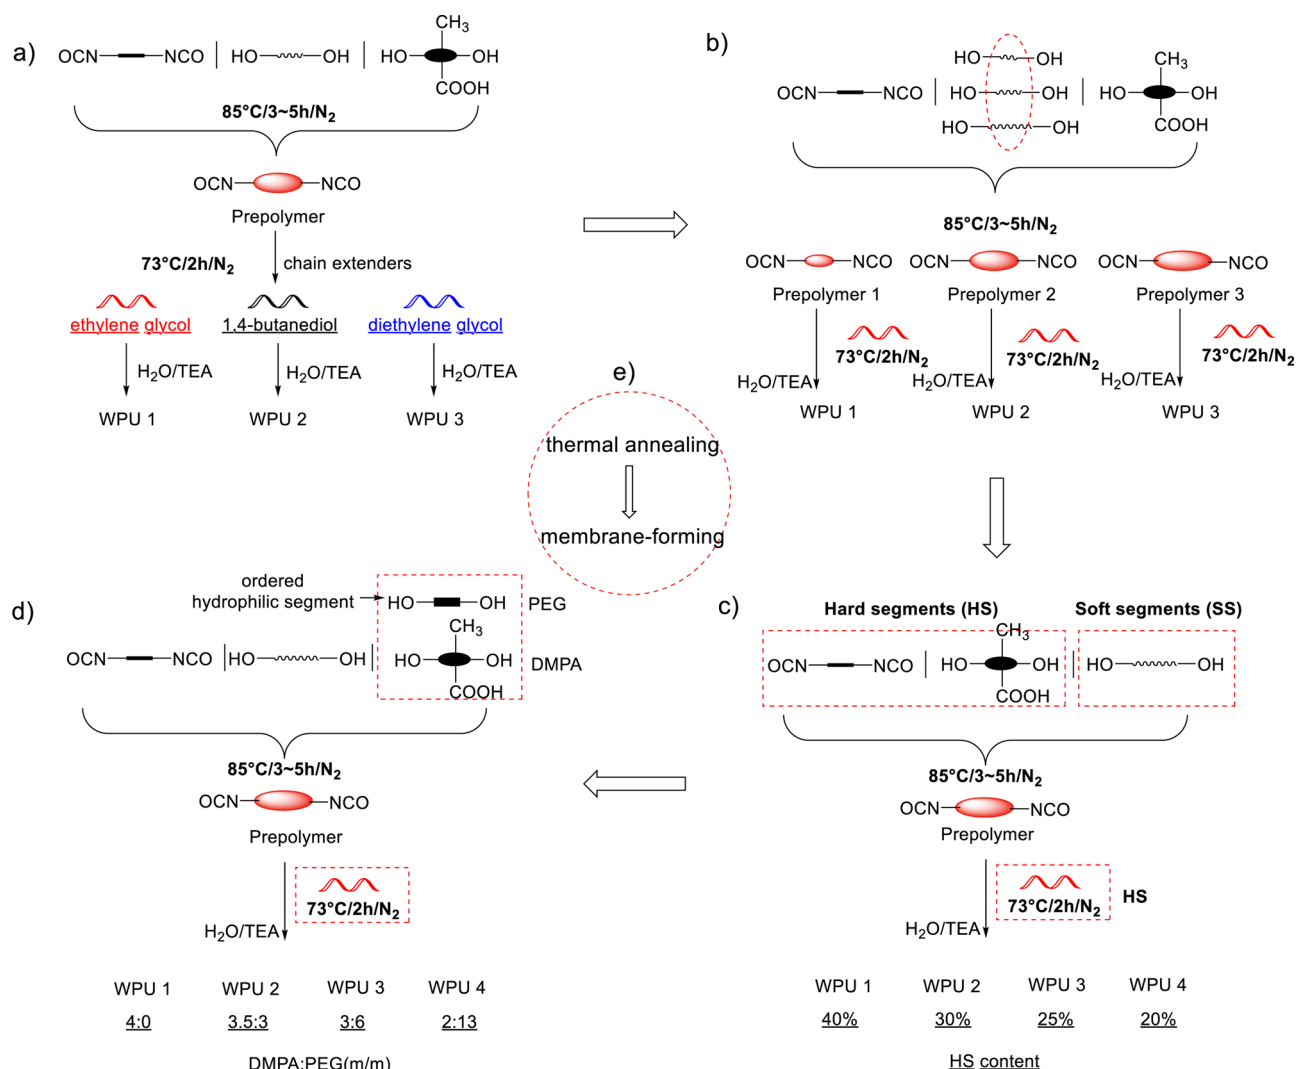 a)
CH3
OCN NCO HO OH HO OH
COOH
85°C/3~5h/N2
OCN NCO
Prepolymer
73°C/2h/N2 chain extenders
ethylene glycol 1,4-butanediol diethylene glycol
H2O/TEA H2O/TEA H2O/TEA
WPU 1 WPU 2 WPU 3
b)
HO OH
CH3
OCN NCO HO OH HO OH
HO OH
COOH
85°C/3~5h/N2
OCN NCO OCN NCO OCN NCO
Prepolymer 1 Prepolymer 2 Prepolymer 3
73°C/2h/N2 73°C/2h/N2 73°C/2h/N2
H2O/TEA H2O/TEA H2O/TEA
WPU 1 WPU 2 WPU 3
e)
thermal annealing
membrane-forming
c)
Hard segments (HS) Soft segments (SS)
CH3
OCN NCO HO OH HO OH
COOH
85°C/3~5h/N2
OCN NCO
Prepolymer
73°C/2h/N2 HS
H2O/TEA
WPU 1 WPU 2 WPU 3 WPU 4
40% 30% 25% 20%
HS content
d)
ordered
hydrophilic segment HO OH PEG
CH3
OCN NCO HO OH HO OH DMPA
COOH
85°C/3~5h/N2
OCN NCO
Prepolymer
73°C/2h/N2
H2O/TEA
WPU 1 WPU 2 WPU 3 WPU 4
4:0 3.5:3 3:6 2:13
DMPA:PEG(m/m)